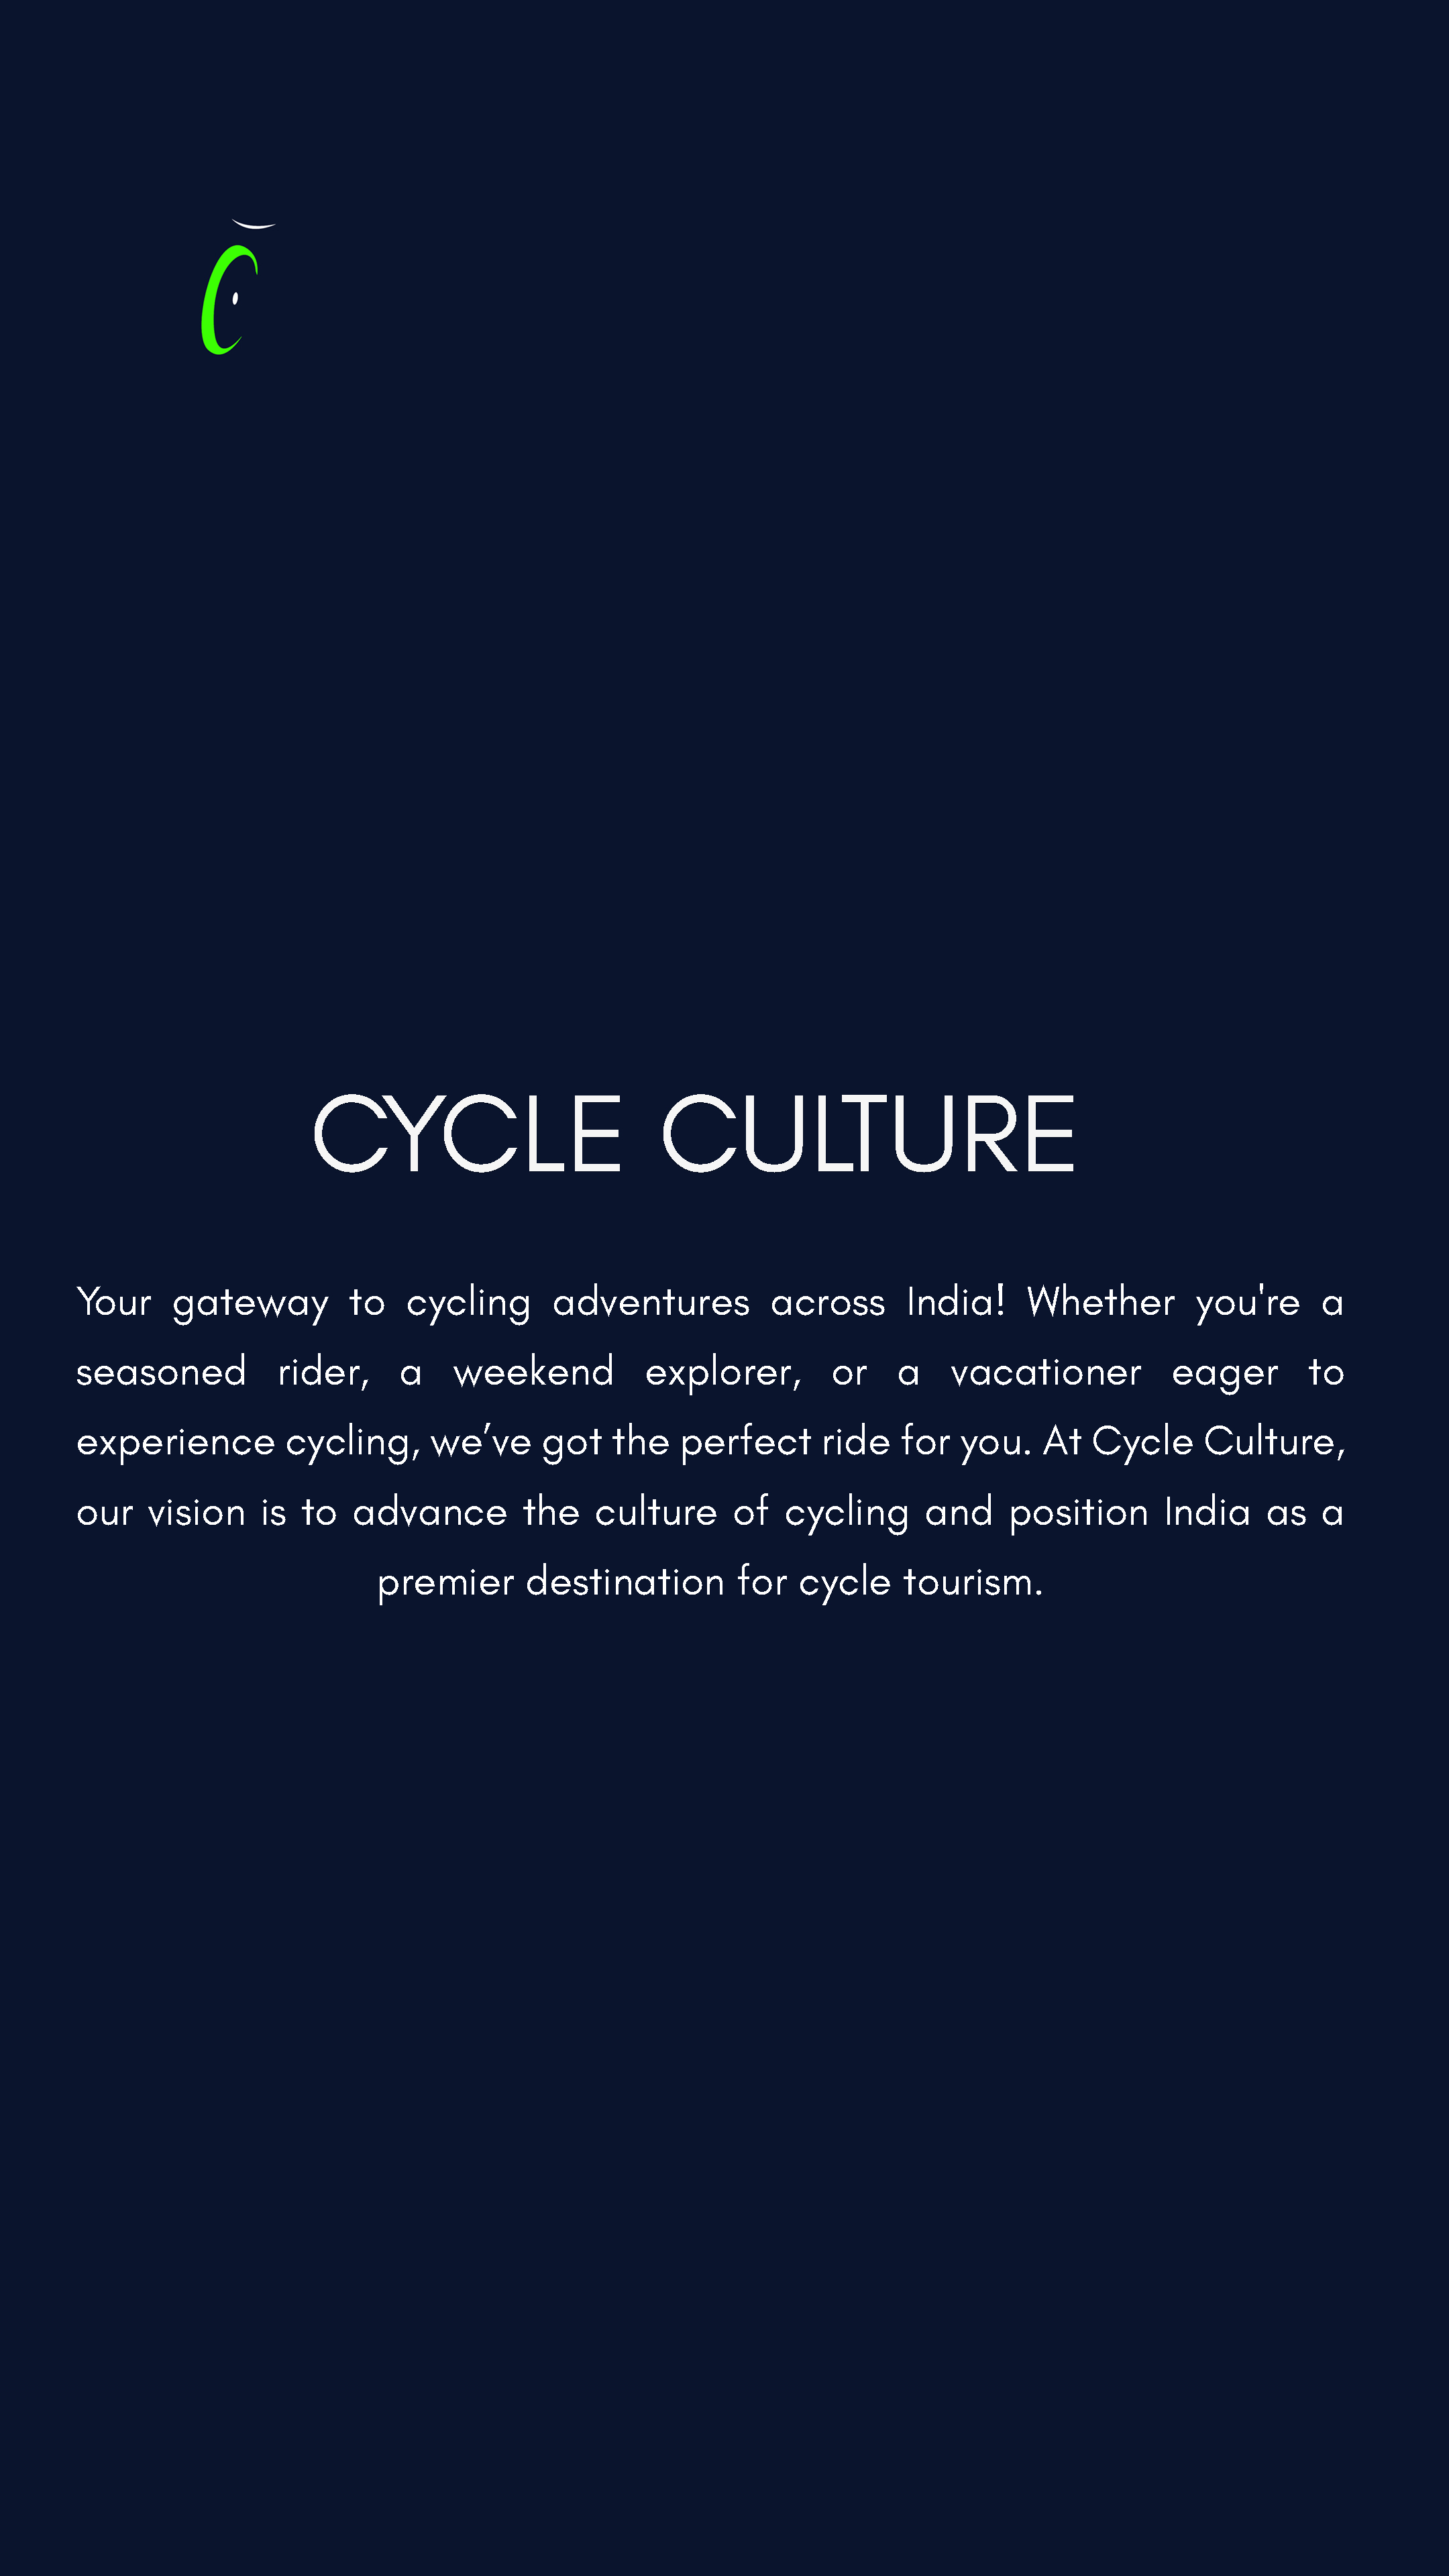 C
CYCLE CULTURE
Your gateway to cycling adventures across India! Whether you're a
seasoned rider, a weekend explorer, or a vacationer eager to
experience cycling, we’ve got the perfect ride for you. At Cycle Culture,
our vision is to advance the culture of cycling and position India as a
premier destination for cycle tourism.